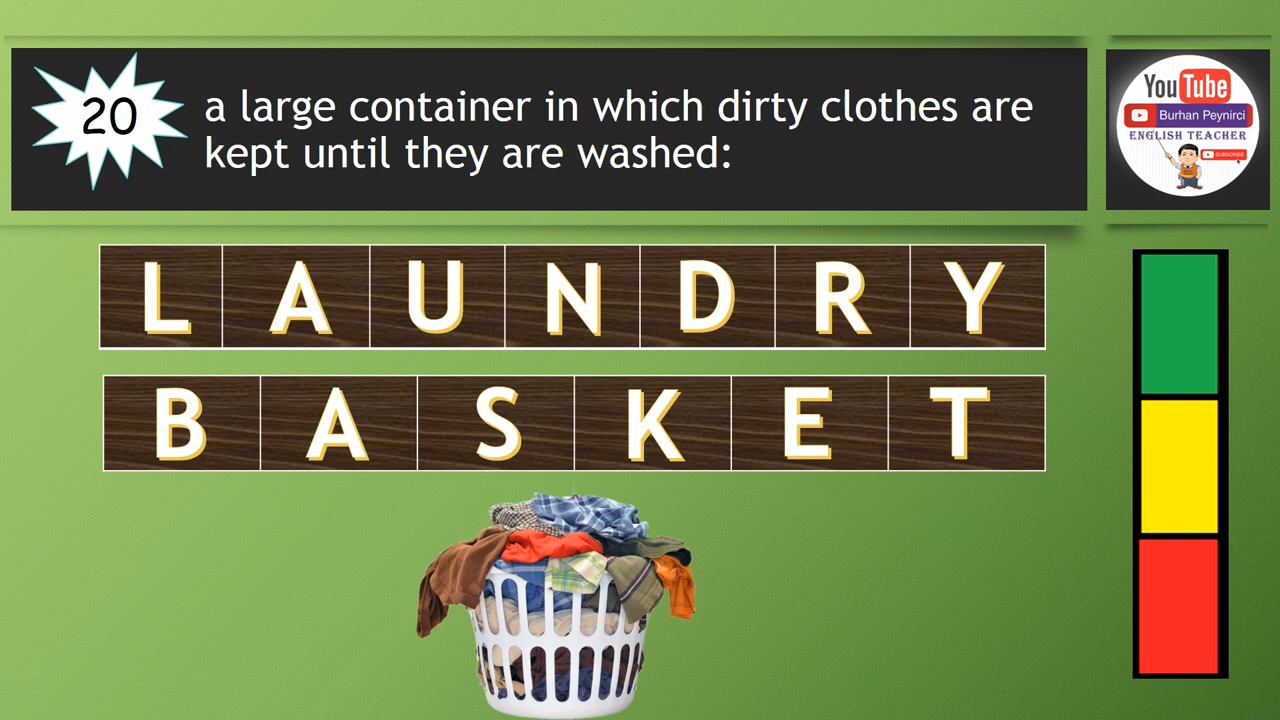 20
a large container in which dirty clothes are
kept until they are washed:
YouTube
Burhan Peynirci
ENGLISH TEACHER
SUBSCRIBE
LAUNDRY
BASKET